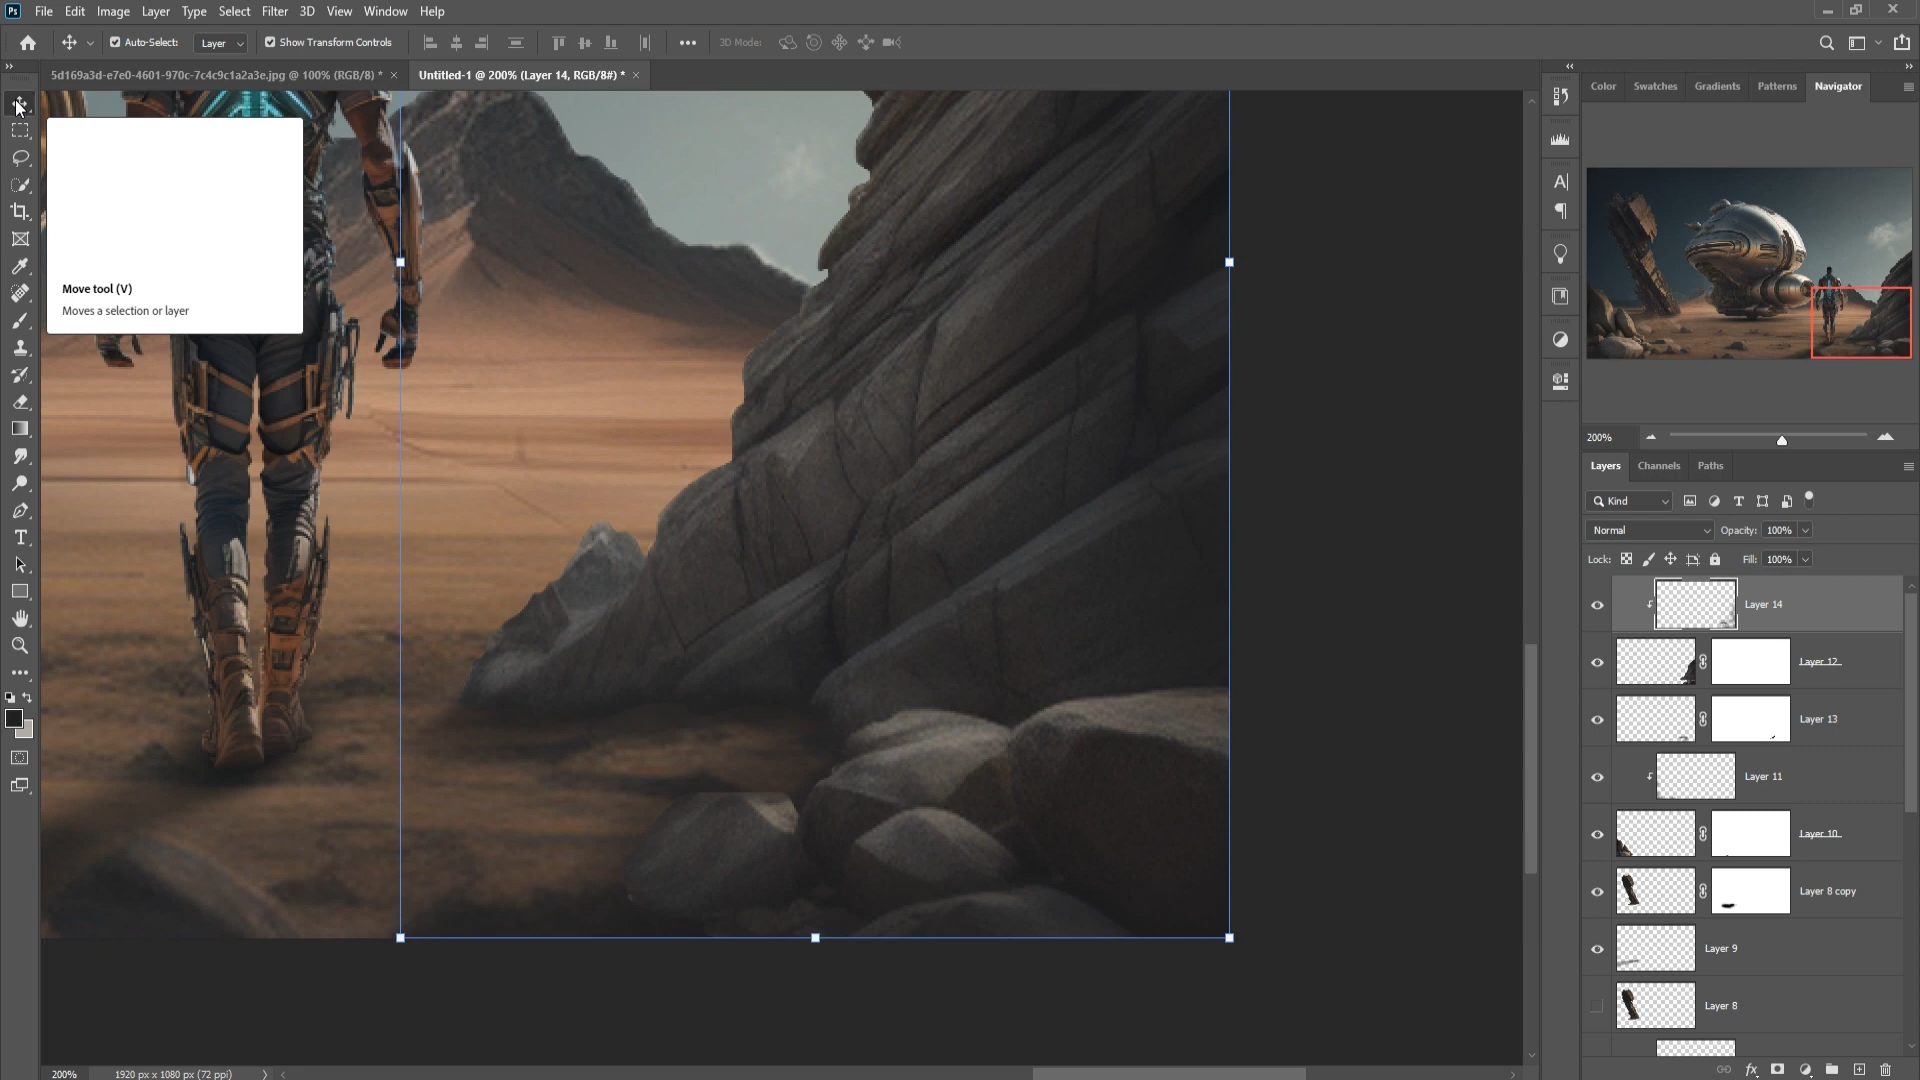 Ps File Edit Image Layer Type Select Filter 3D View Window Help
Auto-Select: Layer Show Transform Controls 3D Mode:
5d169a3d-e7e0-4601-970c-7c4c9c1a2a3e.jpg @ 100% (RGB/8) * × Untitled-1 @ 200% (Layer 14, RGB/8#) * ×
Color Swatches Gradients Patterns Navigator
Move tool (V)
Moves a selection or layer
200%
Layers Channels Paths
Kind
Normal Opacity: 100%
Lock: Fill: 100%
Layer 14
Layer 12
Layer 13
Layer 11
Layer 10
Layer 8 copy
Layer 9
Layer 8
200% 1920 px x 1080 px (72 ppi)